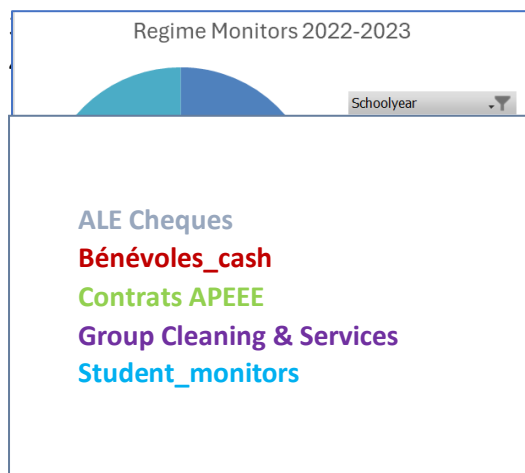 Regime Monitors 2022-2023
Schoolyear
ALE Cheques
Bénévoles_cash
Contrats APEEE
Group Cleaning & Services
Student_monitors